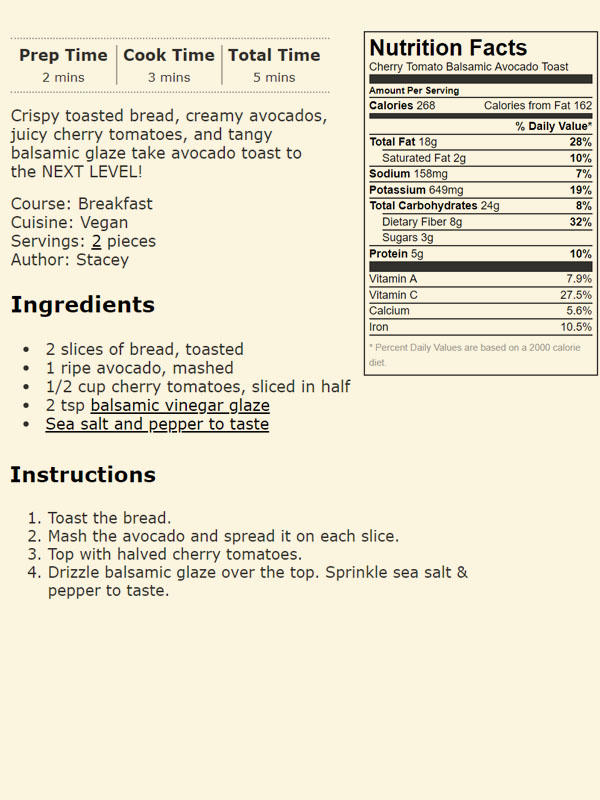 Prep Time Cook Time Total Time
2 mins 3 mins 5 mins
Crispy toasted bread, creamy avocados,
juicy cherry tomatoes, and tangy
balsamic glaze take avocado toast to
the NEXT LEVEL!
Course: Breakfast
Cuisine: Vegan
Servings: 2 pieces
Author: Stacey
Ingredients
• 2 slices of bread, toasted
• 1 ripe avocado, mashed
• 1/2 cup cherry tomatoes, sliced in half
• 2 tsp balsamic vinegar glaze
• Sea salt and pepper to taste
Nutrition Facts
Cherry Tomato Balsamic Avocado Toast
Amount Per Serving
Calories 268 Calories from Fat 162
% Daily Value*
Total Fat 18g 28%
Saturated Fat 2g 10%
Sodium 158mg 7%
Potassium 649mg 19%
Total Carbohydrates 24g 8%
Dietary Fiber 8g 32%
Sugars 3g
Protein 5g 10%
Vitamin A 7.9%
Vitamin C 27.5%
Calcium 5.6%
Iron 10.5%
* Percent Daily Values are based on a 2000 calorie
diet.
Instructions
1. Toast the bread.
2. Mash the avocado and spread it on each slice.
3. Top with halved cherry tomatoes.
4. Drizzle balsamic glaze over the top. Sprinkle sea salt &
pepper to taste.